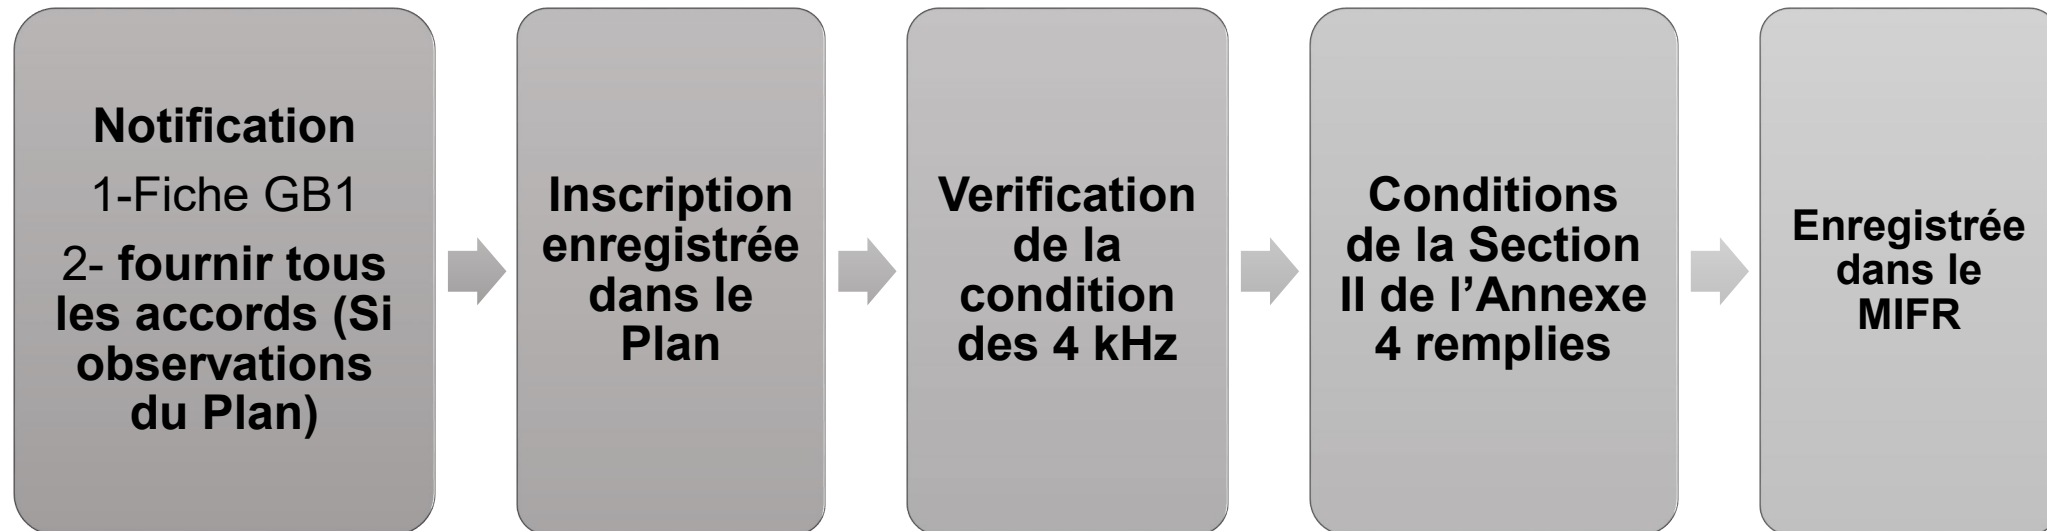 Notification
1-Fiche GB1
2- fournir tous
les accords (Si
observations
du Plan)
Inscription
enregistrée
dans le
Plan
Verification
de la
condition
des 4 kHz
Conditions
de la Section
II de l’Annexe
4 remplies
Enregistrée
dans le
MIFR